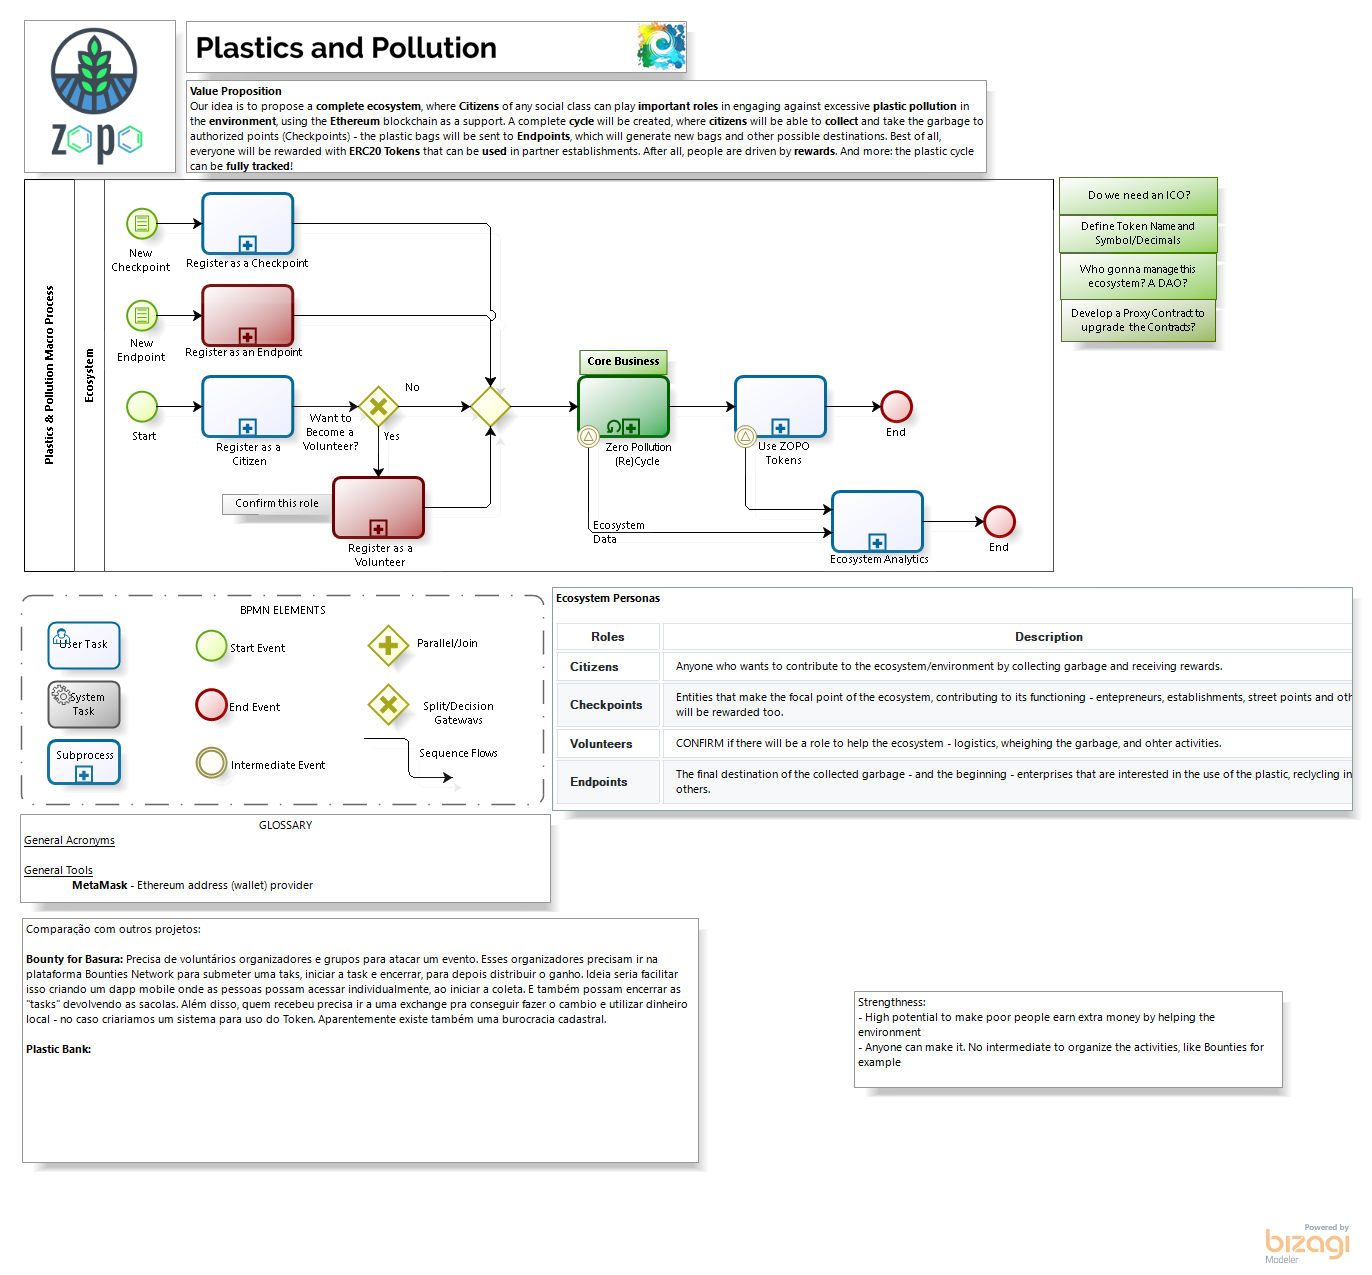 zopo
Plastics and Pollution
Value Proposition
Our idea is to propose a complete ecosystem, where Citizens of any social class can play important roles in engaging against excessive plastic pollution in
the environment, using the Ethereum blockchain as a support. A complete cycle will be created, where citizens will be able to collect and take the garbage to
authorized points (Checkpoints) - the plastic bags will be sent to Endpoints, which will generate new bags and other possible destinations. Best of all,
everyone will be rewarded with ERC20 Tokens that can be used in partner establishments. After all, people are driven by rewards. And more: the plastic cycle
can be fully tracked!
Plastics & Pollution Macro Process
Ecosystem
New
Checkpoint
Register as a Checkpoint
New
Endpoint
Register as an Endpoint
Start
Register as a
Citizen
Want to
Become a
Volunteer?
No
Yes
Confirm this role
Register as a
Volunteer
Core Business
Zero Pollution
(Re)Cycle
Use ZOPO
Tokens
End
Ecosystem
Data
Ecosystem Analytics
End
Do we need an ICO?
Define Token Name and
Symbol/Decimals
Who gonna manage this
ecosystem? A DAO?
Develop a Proxy Contract to
upgrade the Contracts?
BPMN ELEMENTS
User Task
Start Event
Parallel/Join
System
Task
End Event
Split/Decision
Gateways
Subprocess
Intermediate Event
Sequence Flows
Ecosystem Personas
Roles
Description
Citizens
Anyone who wants to contribute to the ecosystem/environment by collecting garbage and receiving rewards.
Checkpoints
Entities that make the focal point of the ecosystem, contributing to its functioning - entepreneurs, establishments, street points and oth
will be rewarded too.
Volunteers
CONFIRM if there will be a role to help the ecosystem - logistics, wheighing the garbage, and ohter activities.
Endpoints
The final destination of the collected garbage - and the beginning - enterprises that are interested in the use of the plastic, reclycling in
others.
GLOSSARY
General Acronyms
General Tools
MetaMask - Ethereum address (wallet) provider
Comparação com outros projetos:
Bounty for Basura: Precisa de voluntários organizadores e grupos para atacar um evento. Esses organizadores precisam ir na
plataforma Bounties Network para submeter uma taks, iniciar a task e encerrar, para depois distribuir o ganho. Ideia seria facilitar
isso criando um dapp mobile onde as pessoas possam acessar individualmente, ao iniciar a coleta. E também possam encerrar as
"tasks" devolvendo as sacolas. Além disso, quem recebeu precisa ir a uma exchange pra conseguir fazer o cambio e utilizar dinheiro
local - no caso criariamos um sistema para uso do Token. Aparentemente existe também uma burocracia cadastral.
Plastic Bank:
Strengthness:
- High potential to make poor people earn extra money by helping the
environment
- Anyone can make it. No intermediate to organize the activities, like Bounties for
example
Powered by
bizagi
Modeler